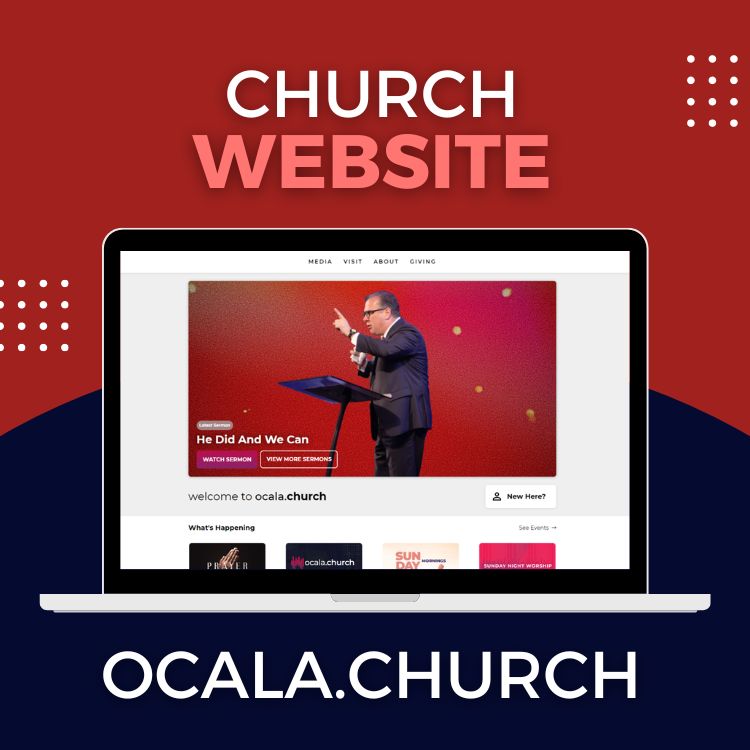 CHURCH
WEBSITE
MEDIA VISIT ABOUT GIVING
Latest Sermon
He Did And We Can
WATCH SERMON VIEW MORE SERMONS
welcome to ocala.church New Here?
What's Happening See Events →
PRAYER ocala.church SUN DAY MORNINGS SUNDAY NIGHT WORSHIP
OCALA.CHURCH